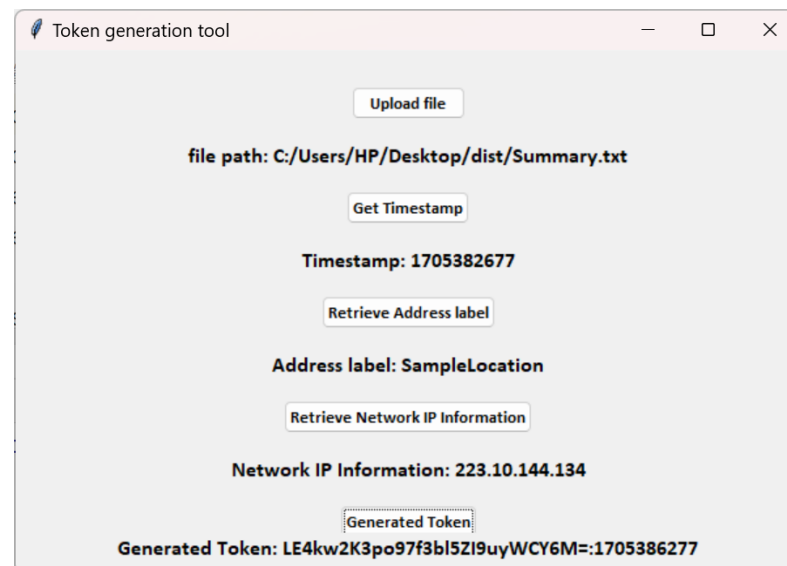 Token generation tool
Upload file
file path: C:/Users/HP/Desktop/dist/Summary.txt
Get Timestamp
Timestamp: 1705382677
Retrieve Address label
Address label: SampleLocation
Retrieve Network IP Information
Network IP Information: 223.10.144.134
Generated Token
Generated Token: LE4kw2K3po97f3bl5ZI9uyWCY6M=:1705386277